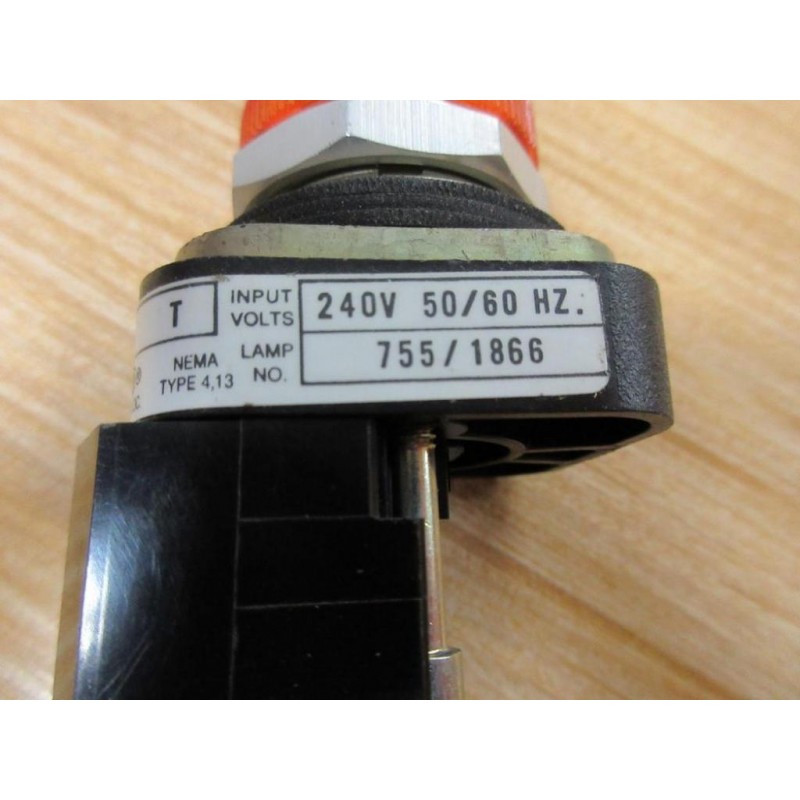 T
INPUT VOLTS 240V 50/60 HZ.
NEMA TYPE 4,13
LAMP NO. 755/1866